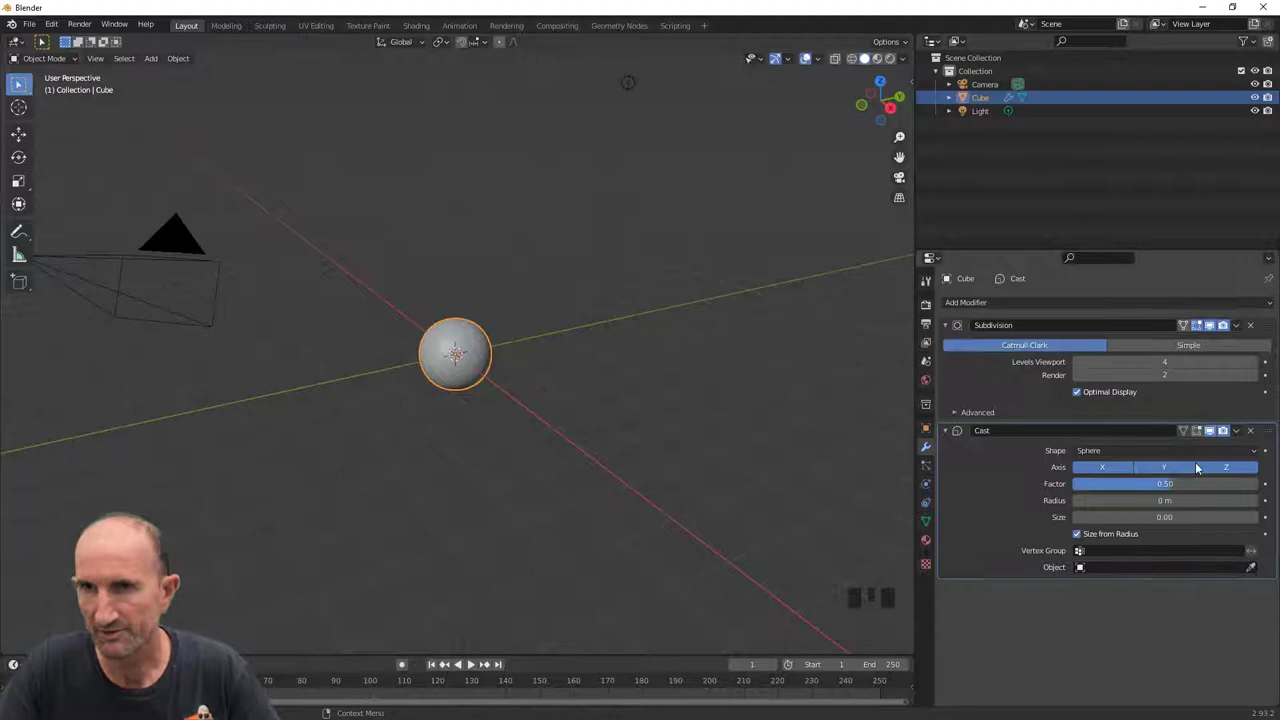 Blender
File Edit Render Window Help Layout Modeling Sculpting UV Editing Texture Paint Shading Animation Rendering Compositing Geometry Nodes Scripting + Scene View Layer
Global Options
Object Mode View Select Add Object
User Perspective
(1) Collection | Cube
Z
Y
X
Scene Collection
Collection
Camera
Cube
Light
Cube Cast
Add Modifier
Subdivision
Catmull-Clark Simple
Levels Viewport 4
Render 2
Optimal Display
Advanced
Cast
Shape Sphere
Axis X Y Z
Factor 0.50
Radius 0 m
Size 0.00
Size from Radius
Vertex Group
Object
1 Start 1 End 250
70 80 90 100 110 120 130 140 150 160 170 180 190 200 210 220 230 240 250
Context Menu
2.93.2